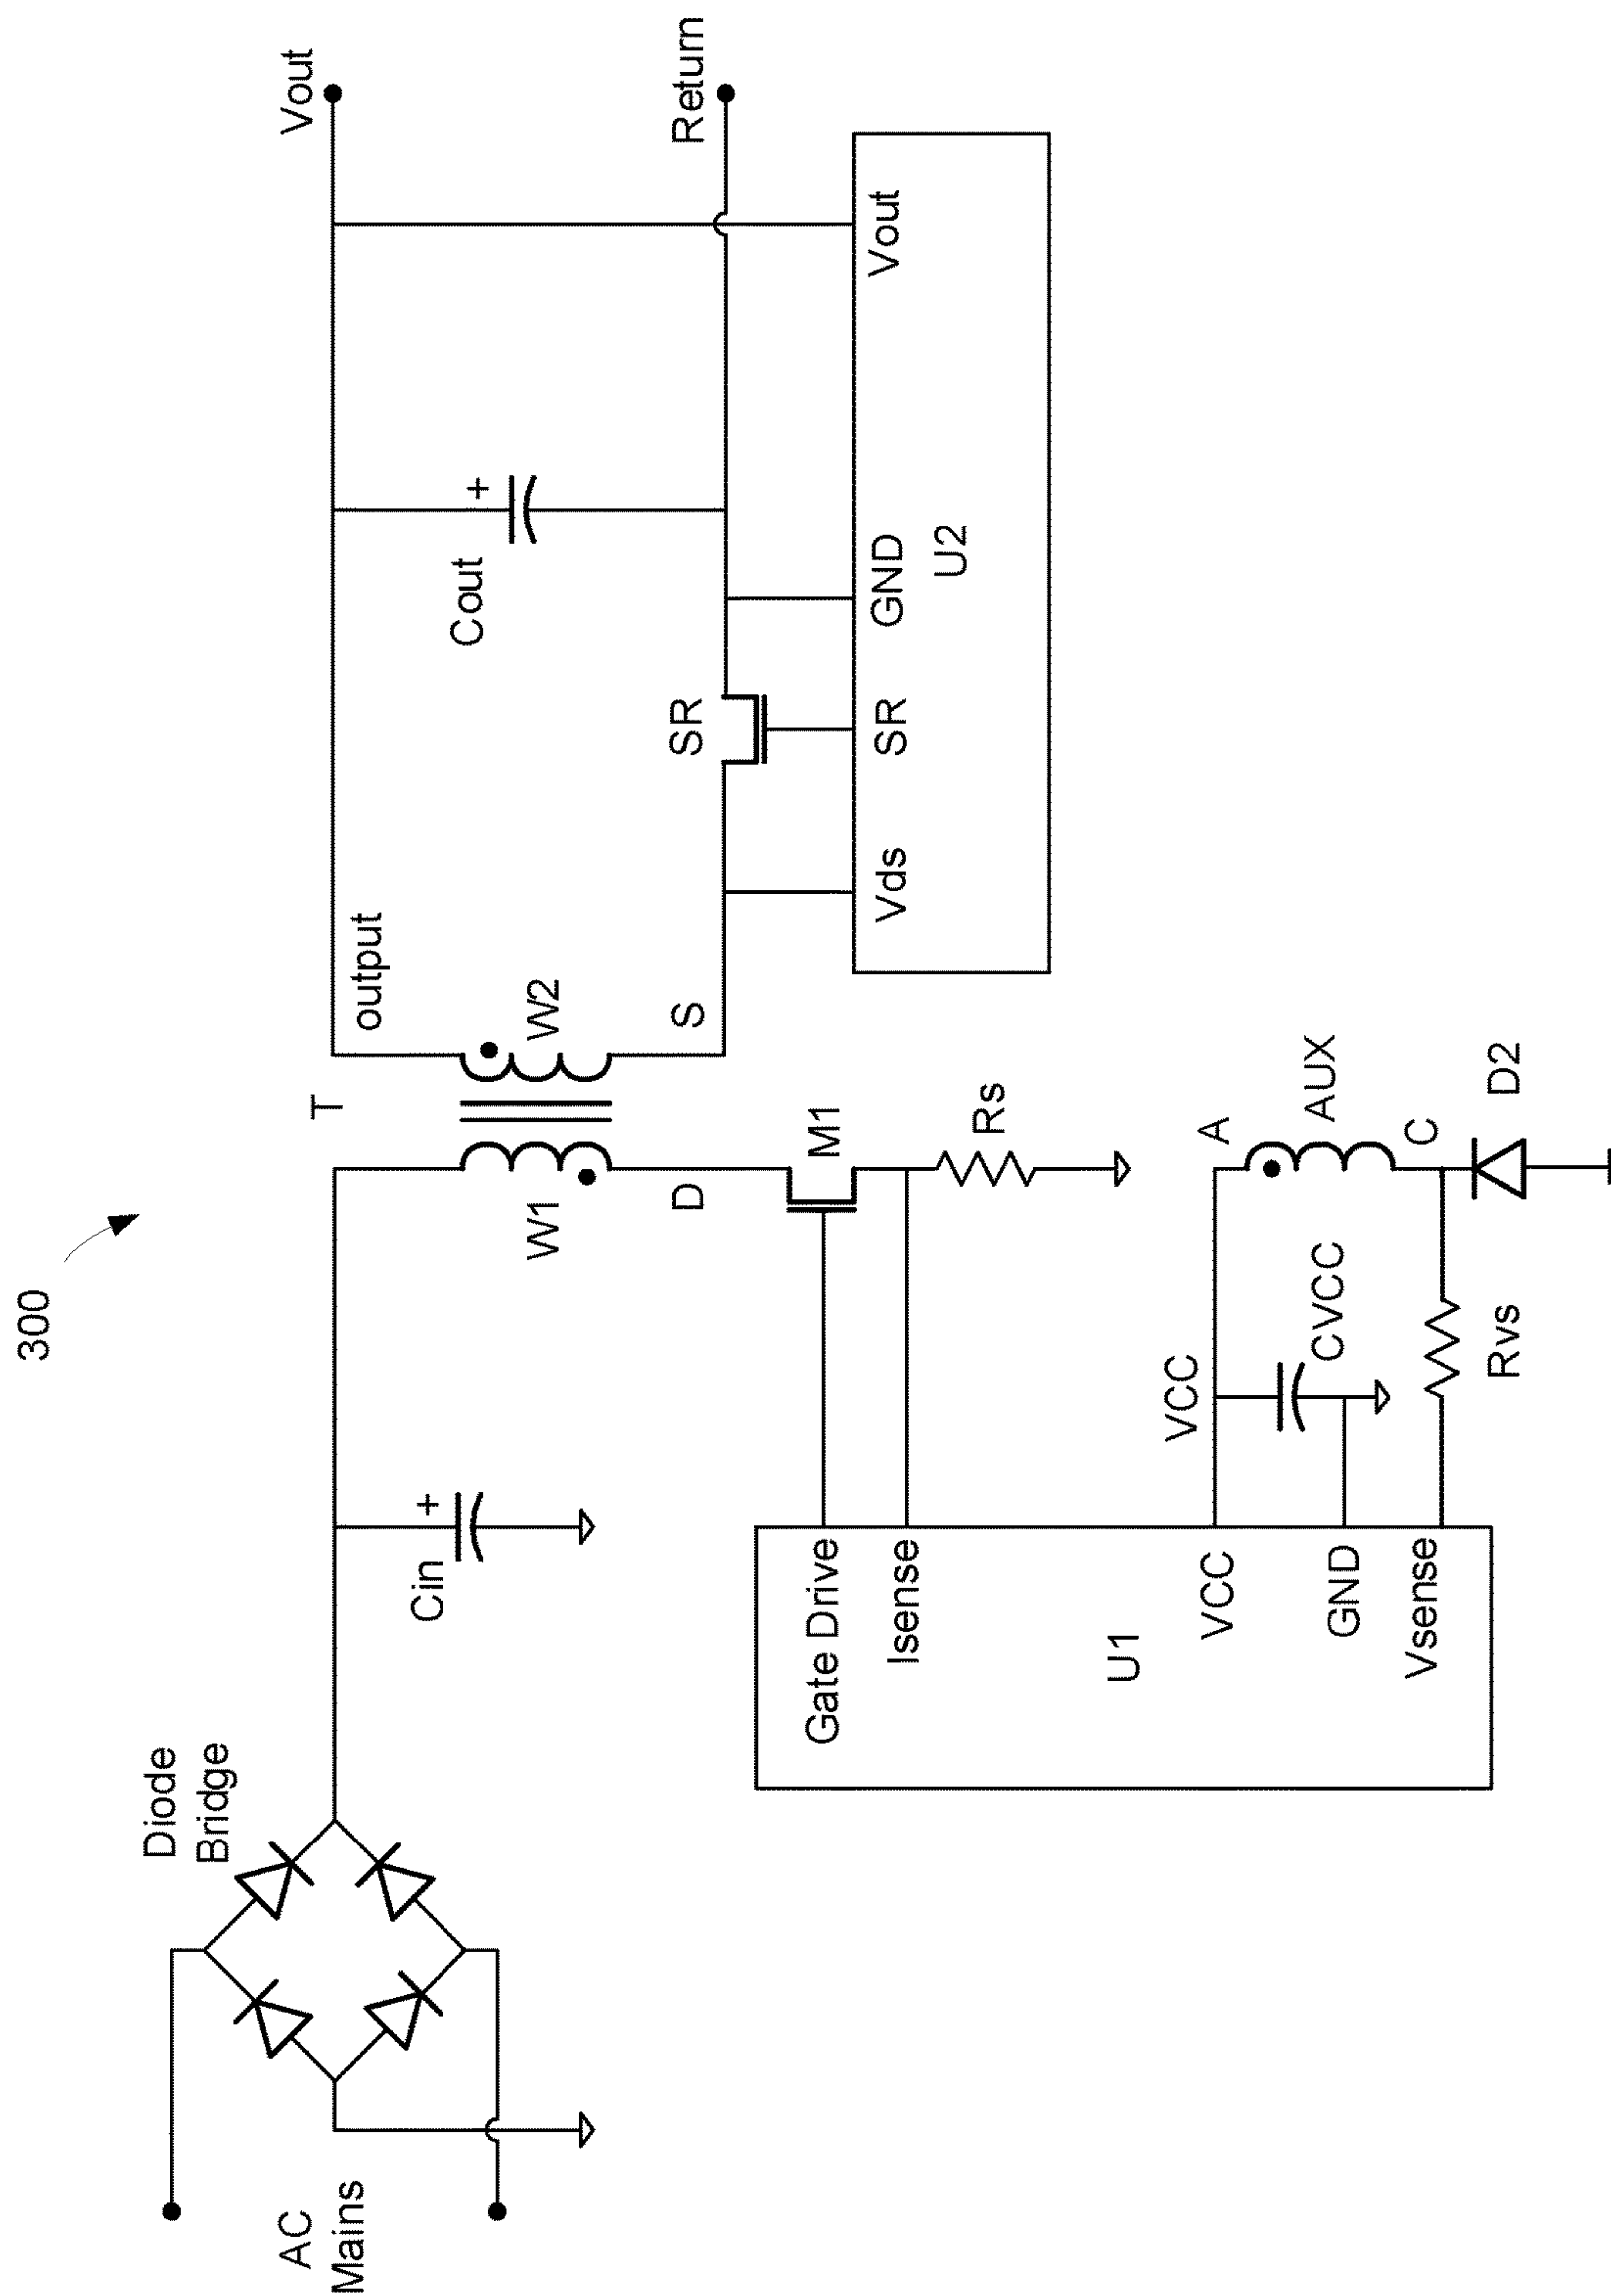 300
Diode
Bridge
AC
Mains
Cin
+
T
W1
W2
output
S
D
M1
Rs
Cout
+
SR
Vout
Return
Vds
SR
GND
Vout
U2
Gate Drive
Isense
U1
VCC
GND
Vsense
VCC
CVCC
Rvs
A
AUX
C
D2